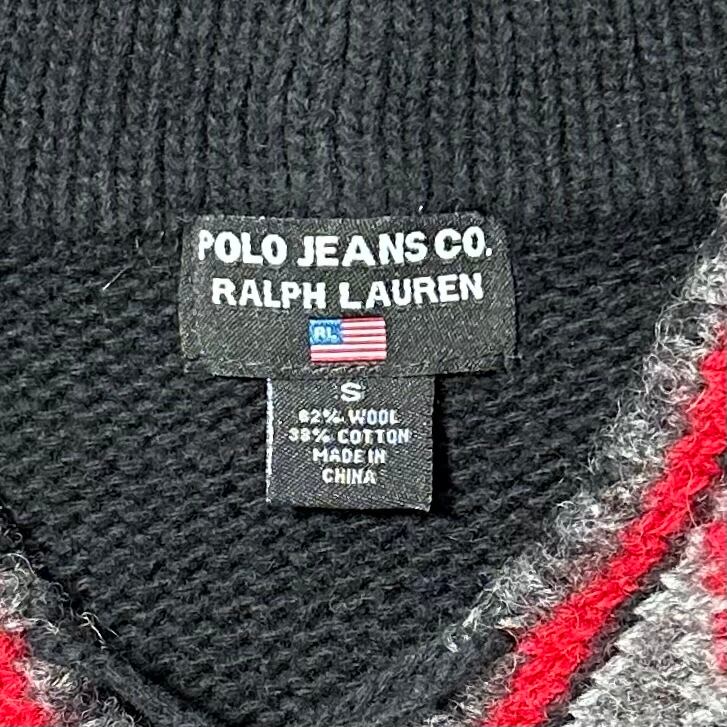 POLO JEANS CO.
RALPH LAUREN
RL
S
62% WOOL
38% COTTON
MADE IN
CHINA